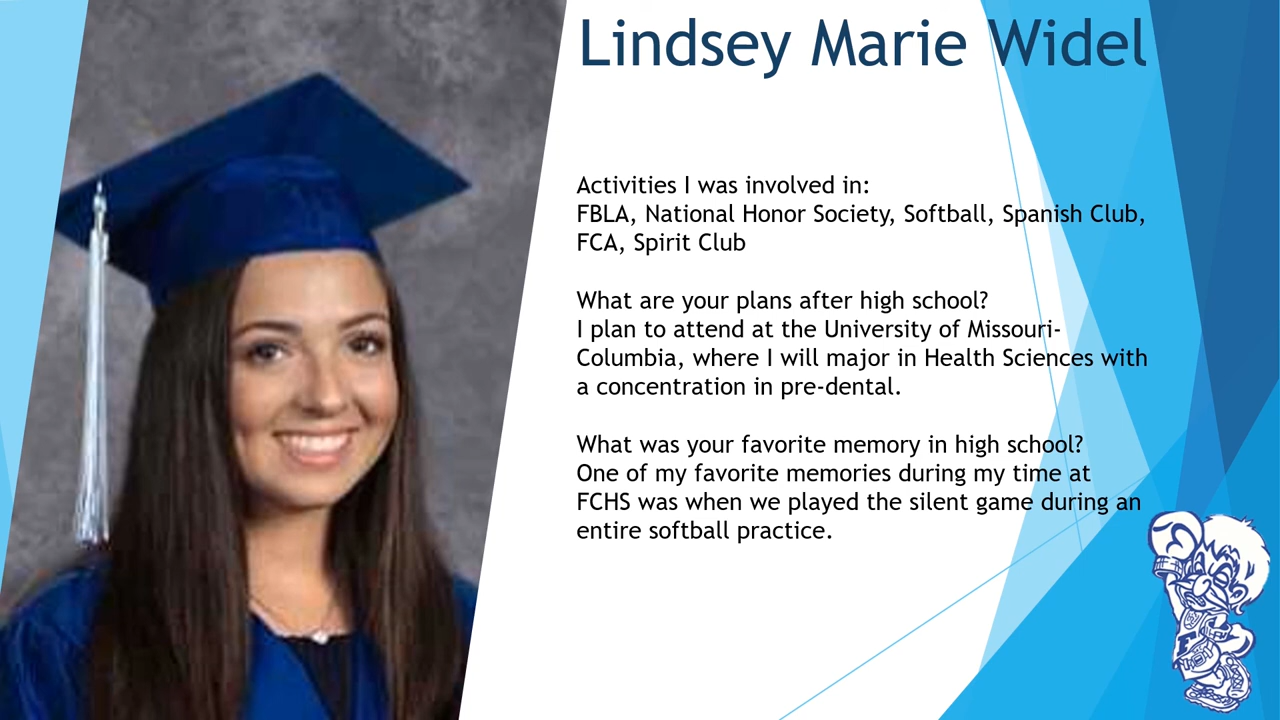 Lindsey Marie Widel
Activities I was involved in:
FBLA, National Honor Society, Softball, Spanish Club,
FCA, Spirit Club
What are your plans after high school?
I plan to attend at the University of Missouri-
Columbia, where I will major in Health Sciences with
a concentration in pre-dental.
What was your favorite memory in high school?
One of my favorite memories during my time at
FCHS was when we played the silent game during an
entire softball practice.